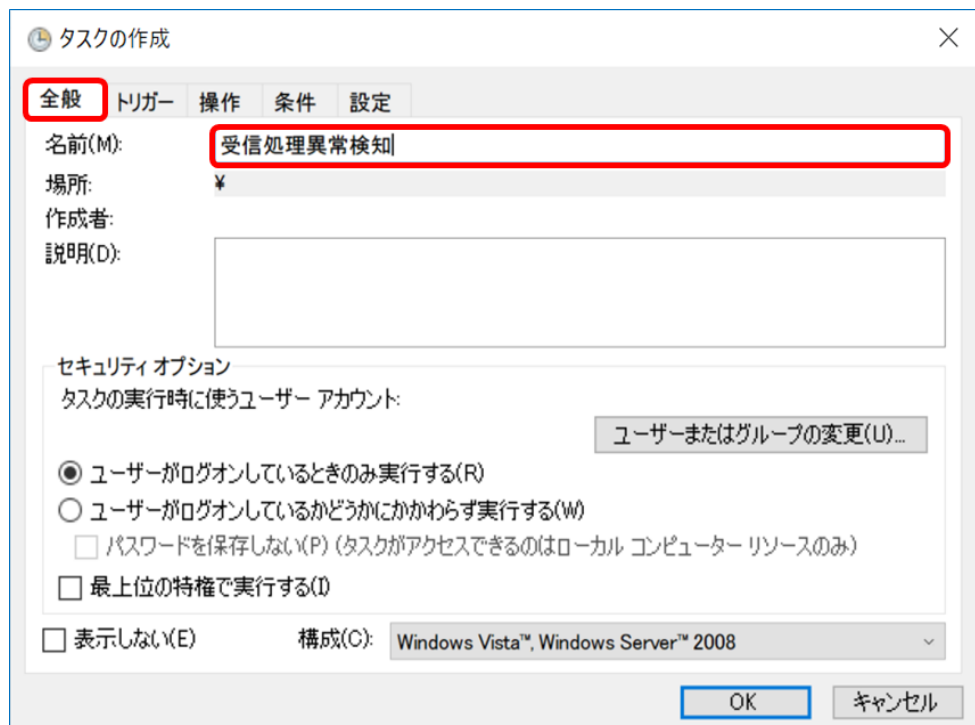 タスクの作成
全般 トリガー 操作 条件 設定
名前(M): 受信処理異常検知
場所: ¥
作成者:
説明(D):
セキュリティ オプション
タスクの実行時に使うユーザー アカウント:
ユーザーまたはグループの変更(U)...
ユーザーがログオンしているときのみ実行する(R)
ユーザーがログオンしているかどうかにかかわらず実行する(W)
パスワードを保存しない(P) (タスクがアクセスできるのはローカル コンピューター リソースのみ)
最上位の特権で実行する(I)
表示しない(E) 構成(C): Windows Vista™, Windows Server™ 2008
OK キャンセル